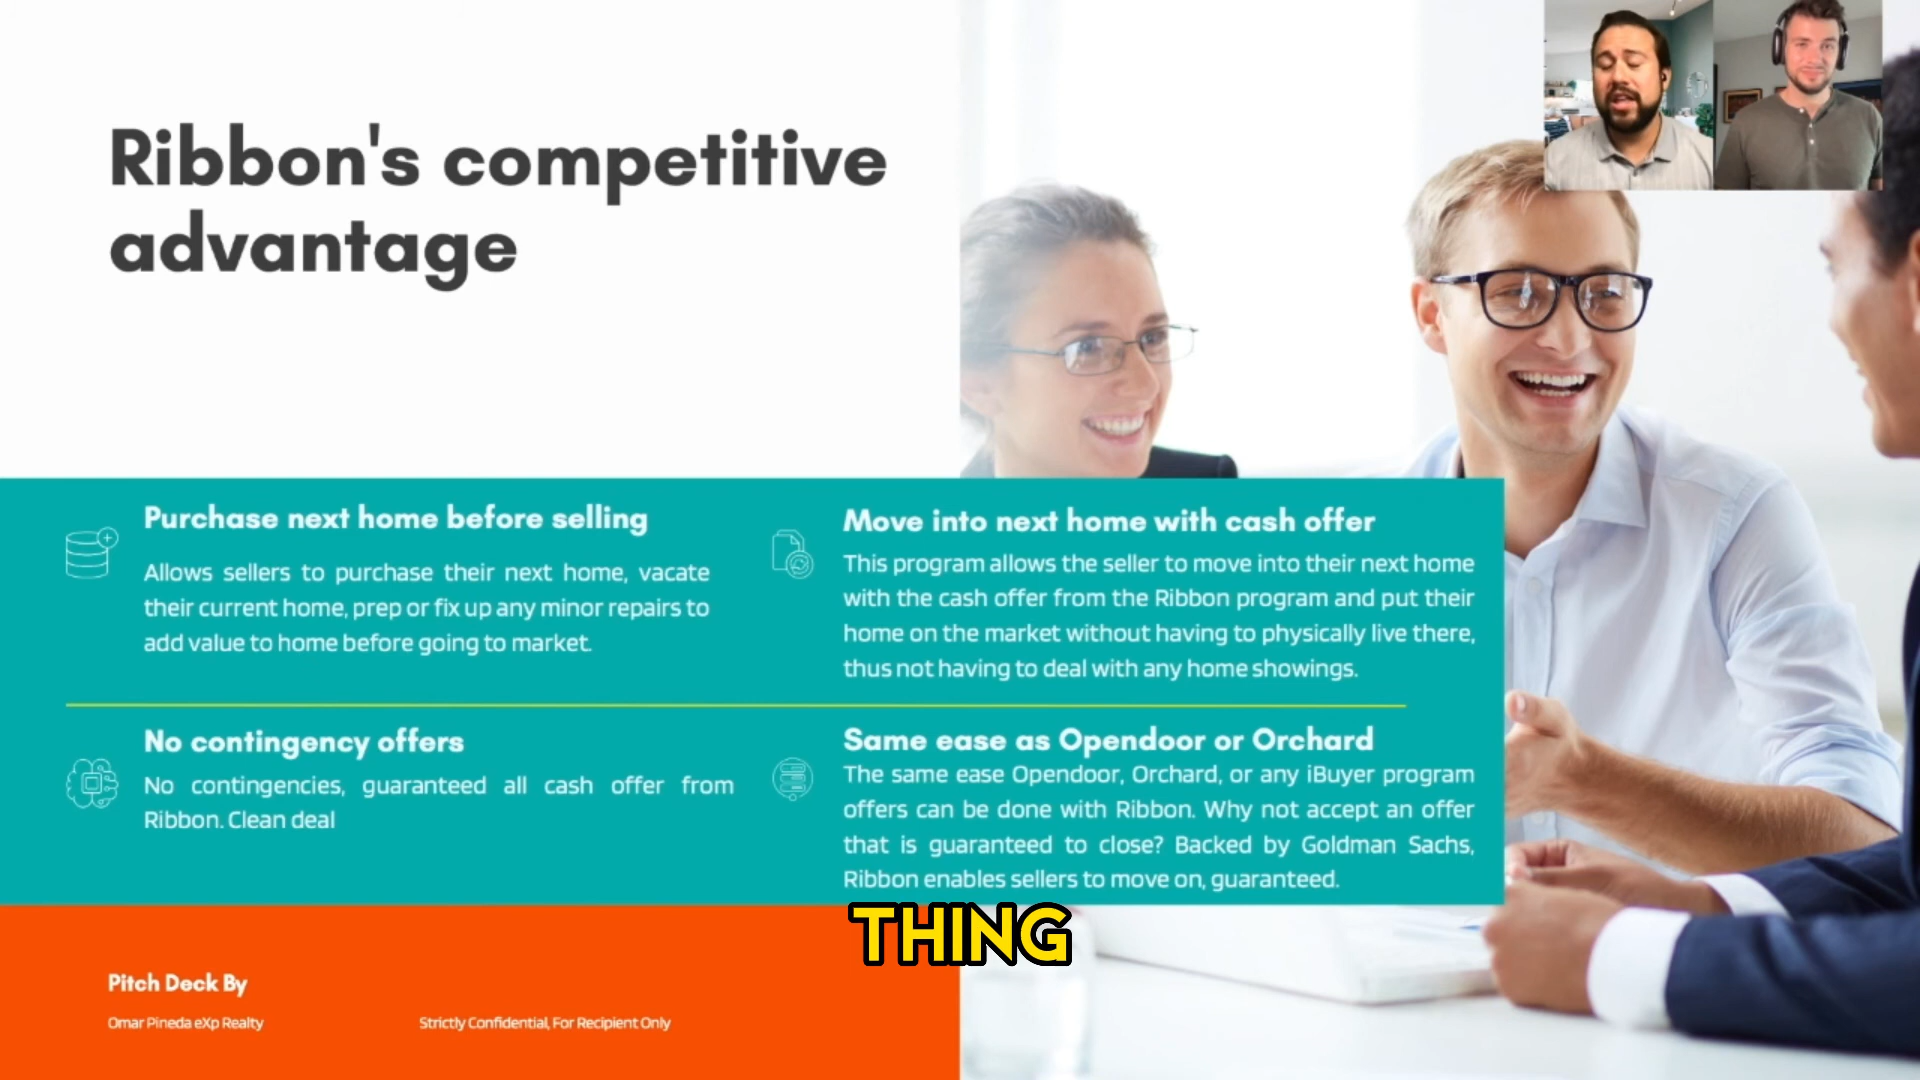 Ribbon's competitive
advantage
Purchase next home before selling
Allows sellers to purchase their next home, vacate
their current home, prep or fix up any minor repairs to
add value to home before going to market.
Move into next home with cash offer
This program allows the seller to move into their next home
with the cash offer from the Ribbon program and put their
home on the market without having to physically live there,
thus not having to deal with any home showings.
No contingency offers
No contingencies, guaranteed all cash offer from
Ribbon. Clean deal
Same ease as Opendoor or Orchard
The same ease Opendoor, Orchard, or any iBuyer program
offers can be done with Ribbon. Why not accept an offer
that is guaranteed to close? Backed by Goldman Sachs,
Ribbon enables sellers to move on, guaranteed.
THING
Pitch Deck By
Omar Pineda eXp Realty
Strictly Confidential, For Recipient Only